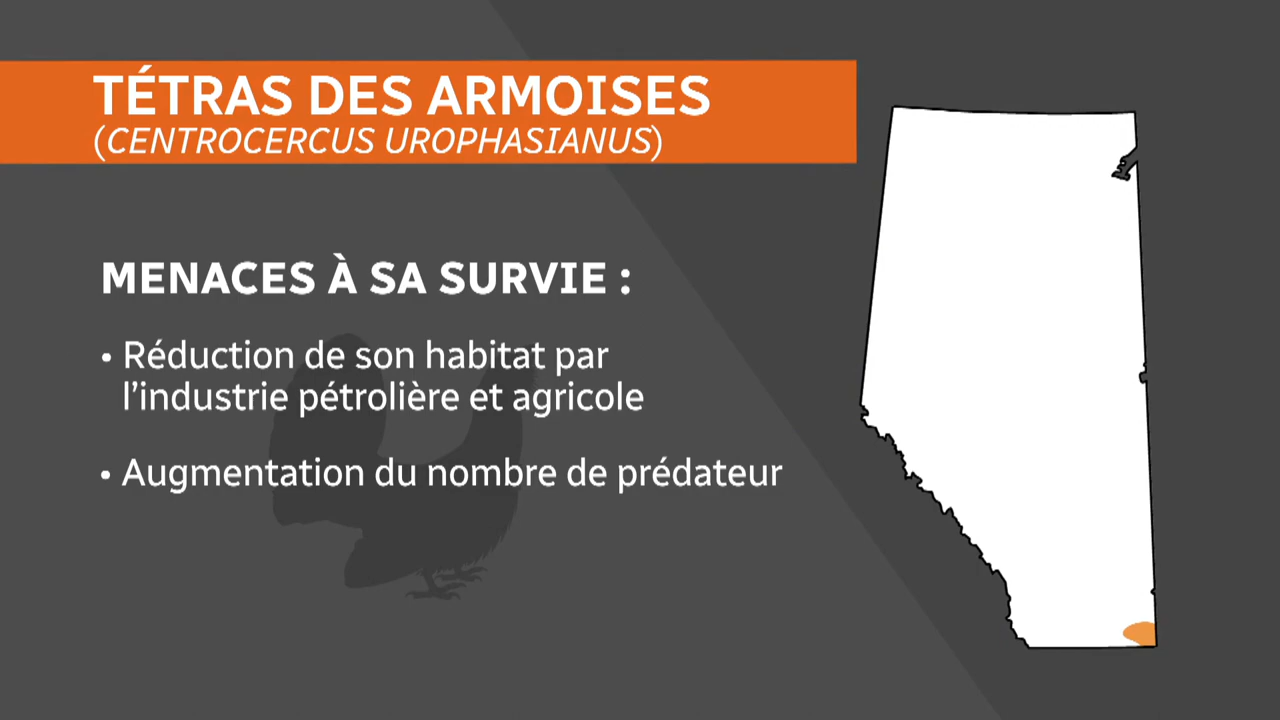 TÉTRAS DES ARMOISES
(CENTROCERCUS UROPHASIANUS)
MENACES À SA SURVIE :
• Réduction de son habitat par
l’industrie pétrolière et agricole
• Augmentation du nombre de prédateur